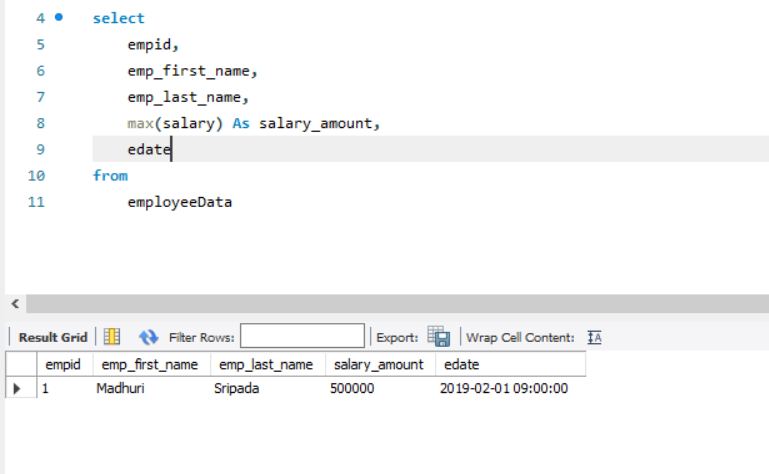 4 select
5 empid,
6 emp_first_name,
7 emp_last_name,
8 max(salary) As salary_amount,
9 edate
10 from
11 employeeData
Result Grid Filter Rows: Export: Wrap Cell Content: IA
empid emp_first_name emp_last_name salary_amount edate
1 Madhuri Sripada 500000 2019-02-01 09:00:00